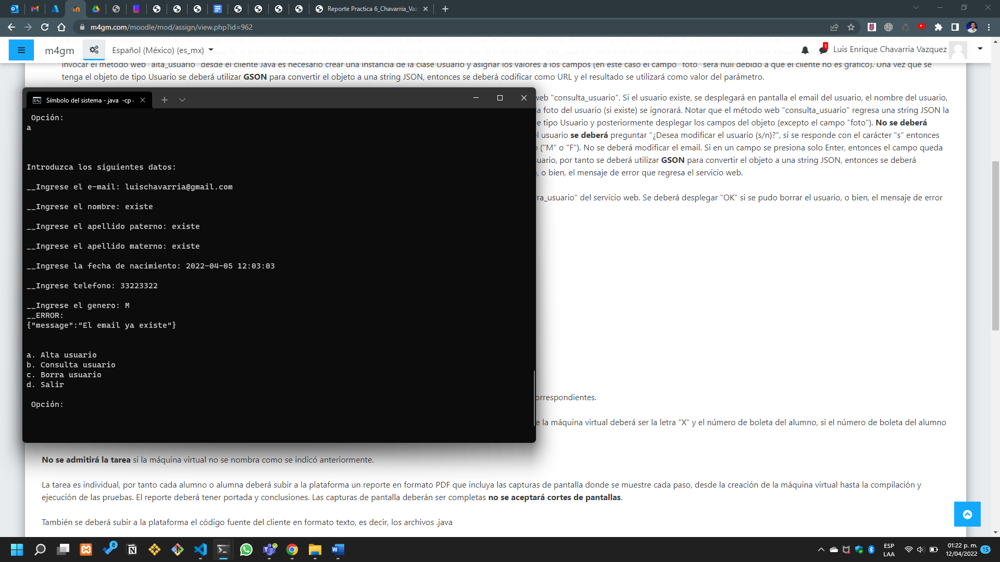 Reporte Practica 6_Chavarria_Vaz
m4gm.com/moodle/mod/assign/view.php?id=962
m4gm
Español (México) (es_mx)
1
Luis Enrique Chavarria Vazquez
invocar el método web "alta_usuario" desde el cliente Java es necesario crear una instancia de la clase Usuario y asignar los valores a los campos (en este caso el campo "foto" será null debido a que el cliente no es gráfico). Una vez que se
tenga el objeto de tipo Usuario se deberá utilizar GSON para convertir el objeto a una string JSON, entonces se deberá codificar como URL y el resultado se utilizará como valor del parámetro.
web "consulta_usuario". Si el usuario existe, se desplegará en pantalla el email del usuario, el nombre del usuario,
a foto del usuario (si existe) se ignorará. Notar que el método web "consulta_usuario" regresa una string JSON la
e tipo Usuario y posteriormente desplegar los campos del objeto (excepto el campo "foto"). No se deberá
l usuario se deberá preguntar "¿Desea modificar el usuario (s/n)?", si se responde con el carácter "s" entonces
o ("M" o "F"). No se deberá modificar el email. Si en un campo se presiona solo Enter, entonces el campo queda
suario, por tanto se deberá utilizar GSON para convertir el objeto a una string JSON, entonces se deberá
, o bien, el mensaje de error que regresa el servicio web.
rra_usuario" del servicio web. Se deberá desplegar "OK" si se pudo borrar el usuario, o bien, el mensaje de error
Símbolo del sistema - java -cp
Opción:
a
Introduzca los siguientes datos:
__Ingrese el e-mail: luischavarria@gmail.com
__Ingrese el nombre: existe
__Ingrese el apellido paterno: existe
__Ingrese el apellido materno: existe
__Ingrese la fecha de nacimiento: 2022-04-05 12:03:03
__Ingrese telefono: 33223322
__Ingrese el genero: M
__ERROR:
{"message":"El email ya existe"}
a. Alta usuario
b. Consulta usuario
c. Borra usuario
d. Salir
Opción:
orrespondientes.
e la máquina virtual deberá ser la letra "X" y el número de boleta del alumno, si el número de boleta del alumno
No se admitirá la tarea si la máquina virtual no se nombra como se indicó anteriormente.
La tarea es individual, por tanto cada alumno o alumna deberá subir a la plataforma un reporte en formato PDF que incluya las capturas de pantalla donde se muestre cada paso, desde la creación de la máquina virtual hasta la compilación y
ejecución de las pruebas. El reporte deberá tener portada y conclusiones. Las capturas de pantalla deberán ser completas no se aceptará cortes de pantallas.
También se deberá subir a la plataforma el código fuente del cliente en formato texto, es decir, los archivos .java
8
ESP
LAA
01:22 p. m.
12/04/2022
15